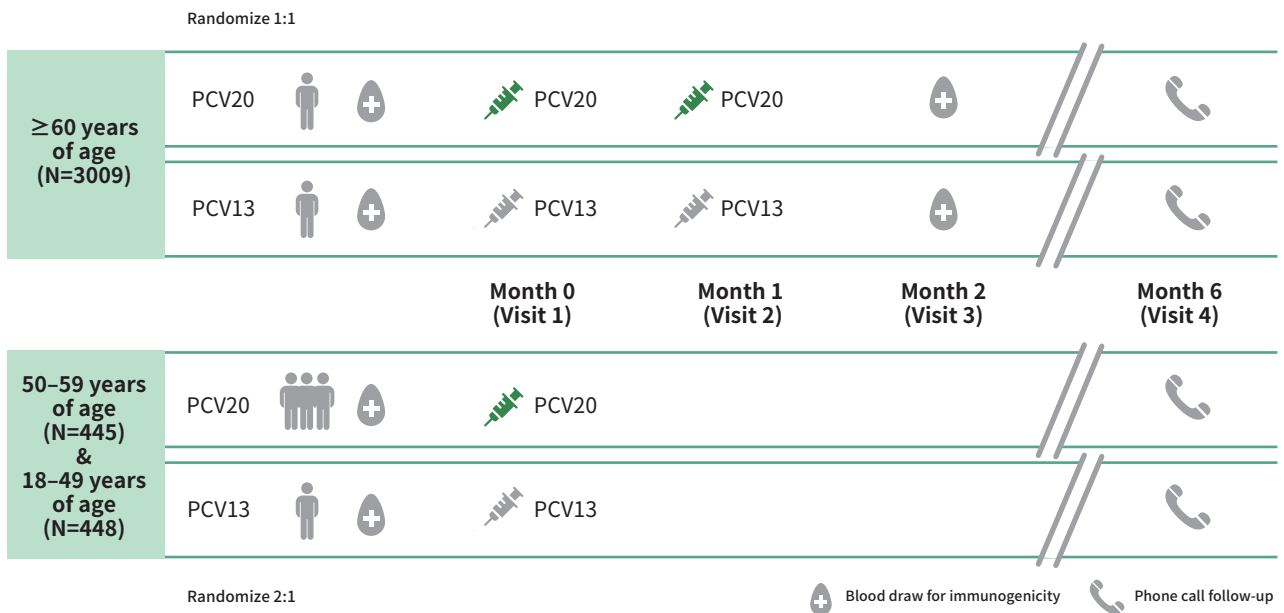 Randomize 1:1
≥60 years
of age
(N=3009)
PCV20
PCV20
PCV20
PCV13
PCV13
PCV13
Month 0
(Visit 1)
Month 1
(Visit 2)
Month 2
(Visit 3)
Month 6
(Visit 4)
50–59 years
of age
(N=445)
&
18–49 years
of age
(N=448)
PCV20
PCV20
PCV13
PCV13
Randomize 2:1
Blood draw for immunogenicity
Phone call follow-up